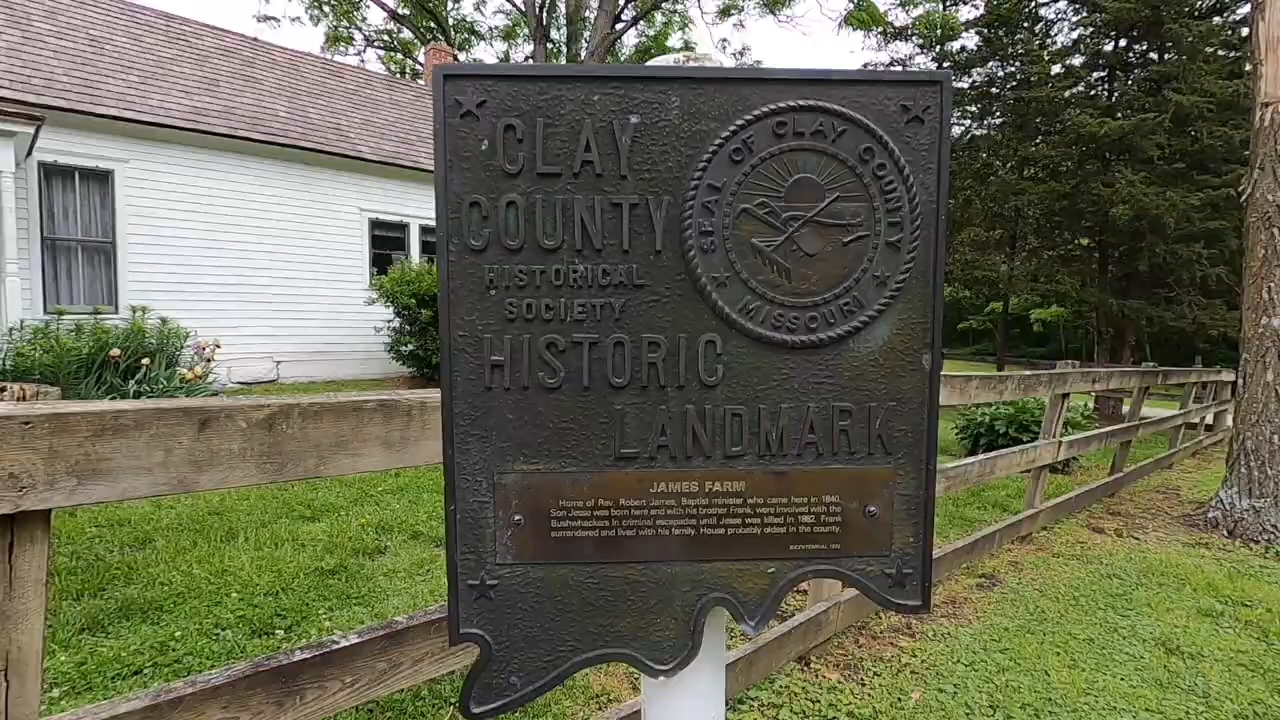 CLAY
COUNTY
HISTORICAL
SOCIETY
HISTORIC
LANDMARK
SEAL OF CLAY COUNTY
MISSOURI
JAMES FARM
Home of Rev. Robert James, Baptist minister who came here in 1840.
Son Jesse was born here and with his brother Frank, were involved with the
Bushwhackers in criminal escapades until Jesse was killed in 1882. Frank
surrendered and lived with his family. House probably oldest in the county.
BICENTENNIAL